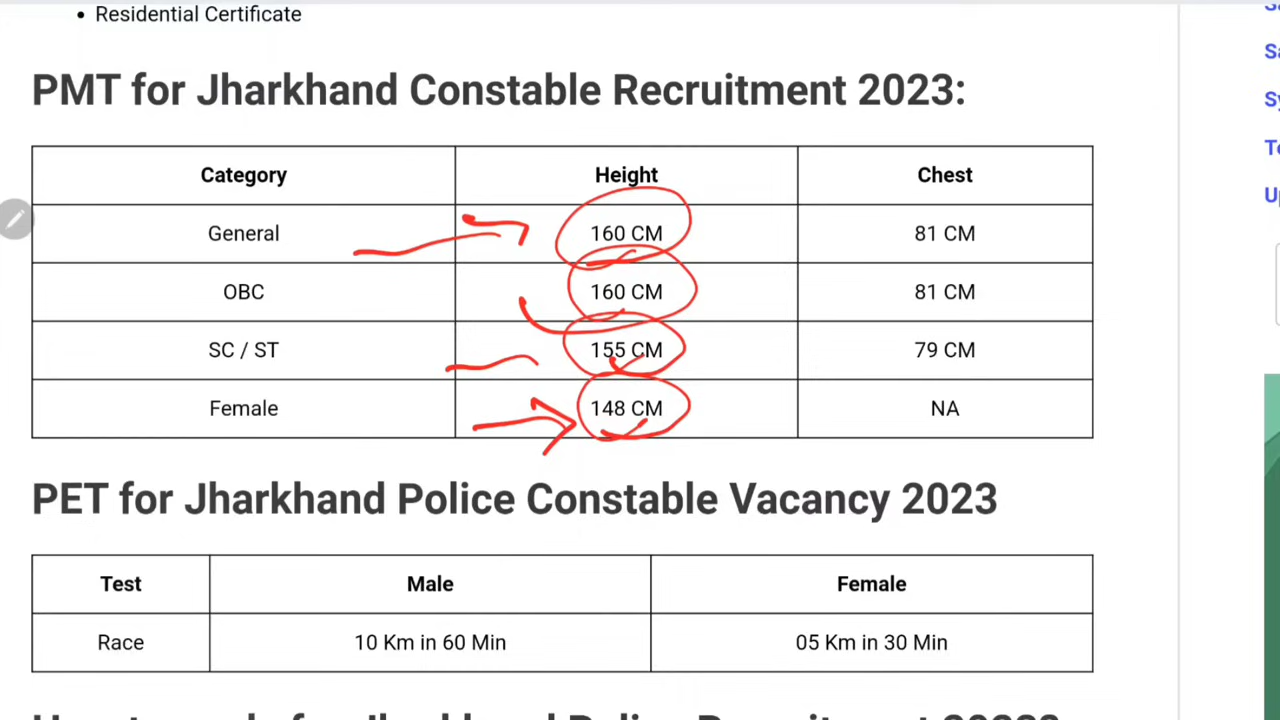 Residential Certificate
PMT for Jharkhand Constable Recruitment 2023:
Category Height Chest
General 160 CM 81 CM
OBC 160 CM 81 CM
SC / ST 155 CM 79 CM
Female 148 CM NA
PET for Jharkhand Police Constable Vacancy 2023
Test Male Female
Race 10 Km in 60 Min 05 Km in 30 Min